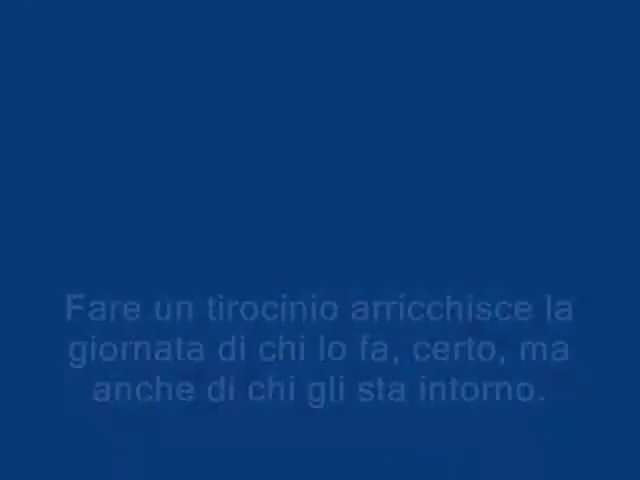 Fare un tirocinio arricchisce la
giornata di chi lo fa, certo, ma
anche di chi gli sta intorno.